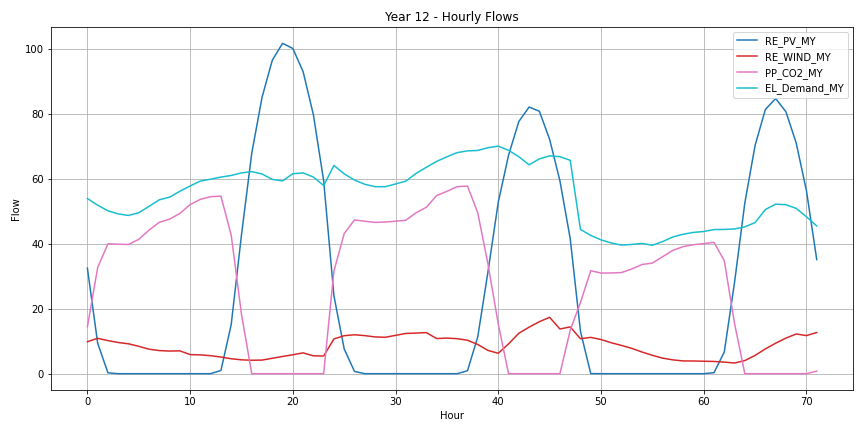 Year 12 - Hourly Flows
RE_PV_MY
RE_WIND_MY
PP_CO2_MY
EL_Demand_MY
100
80
60
40
20
0
Flow
0 10 20 30 40 50 60 70
Hour